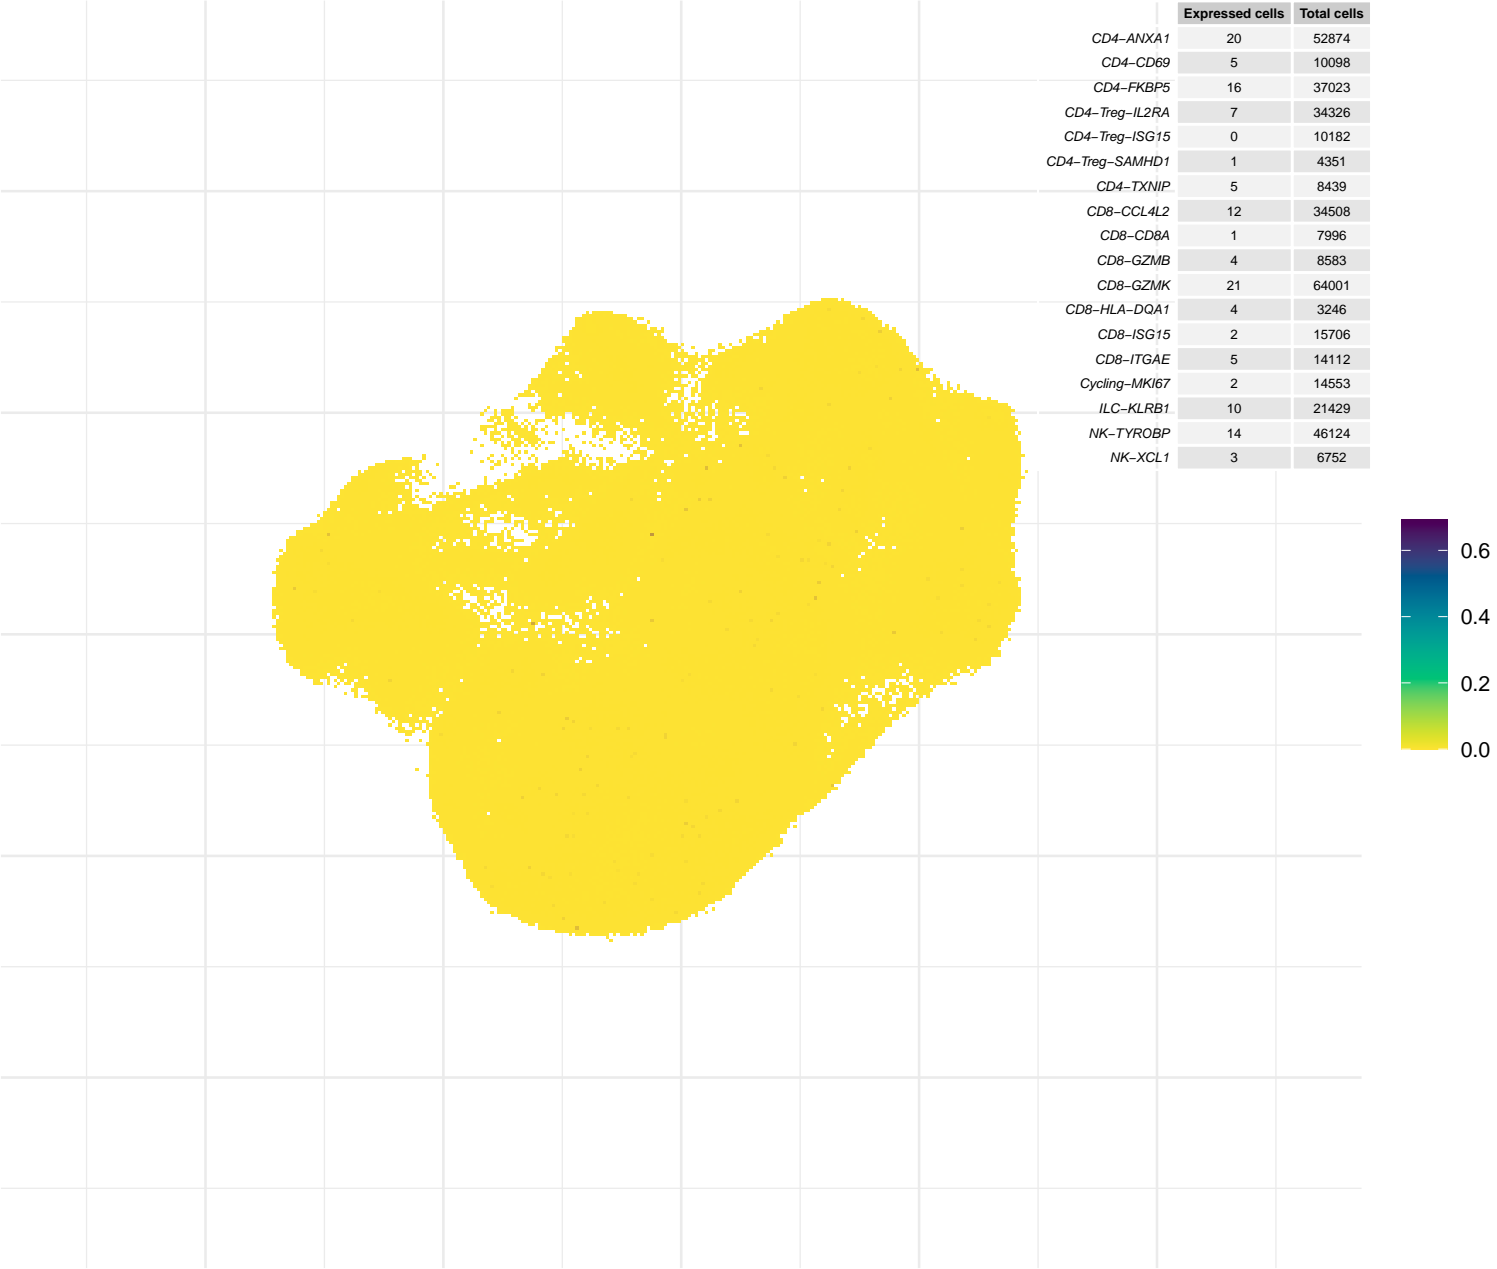 Expressed cells Total cells
CD4−ANXA1 20 52874
CD4−CD69 5 10098
CD4−FKBP5 16 37023
CD4−Treg−IL2RA 7 34326
CD4−Treg−ISG15 0 10182
CD4−Treg−SAMHD1 1 4351
CD4−TXNIP 5 8439
CD8−CCL4L2 12 34508
CD8−CD8A 1 7996
CD8−GZMB 4 8583
CD8−GZMK 21 64001
CD8−HLA−DQA1 4 3246
CD8−ISG15 2 15706
CD8−ITGAE 5 14112
Cycling−MKI67 2 14553
ILC−KLRB1 10 21429
NK−TYROBP 14 46124
NK−XCL1 3 6752
0.6
0.4
0.2
0.0